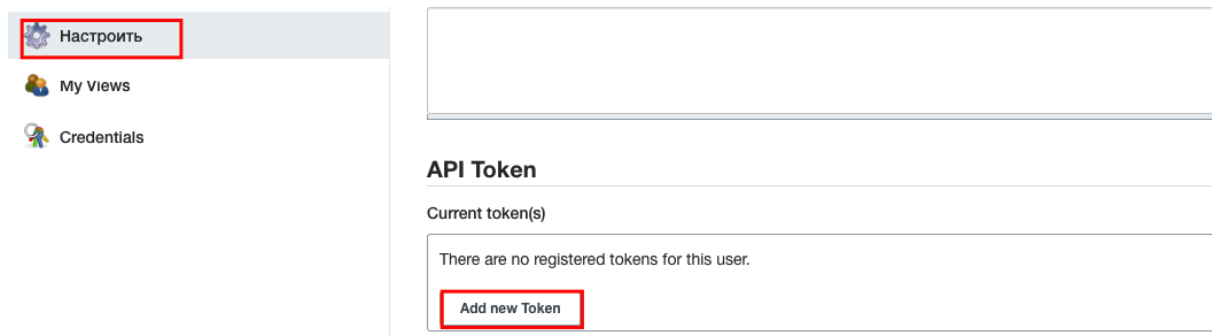 Настроить
My Views
Credentials
API Token
Current token(s)
There are no registered tokens for this user.
Add new Token